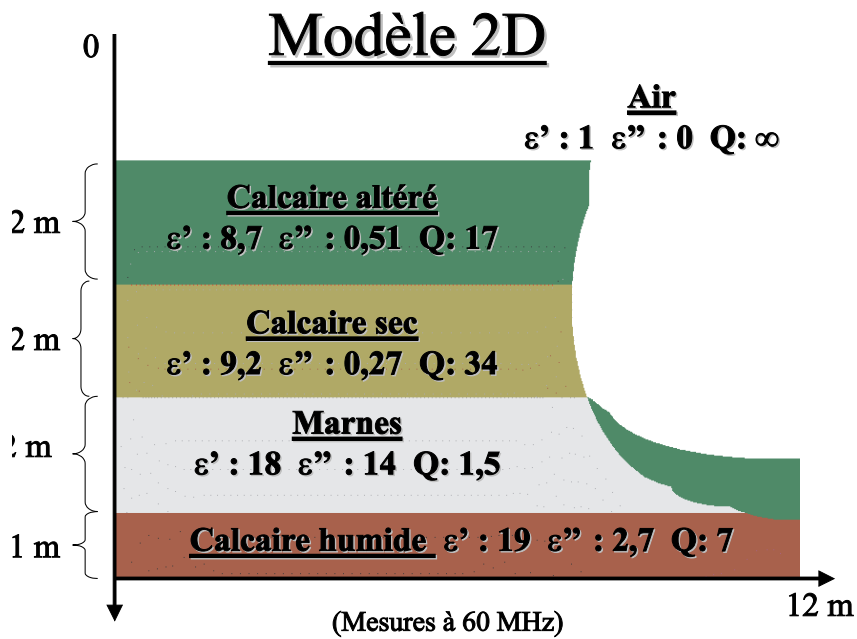 Modèle 2D
0
Air
ε’ : 1 ε” : 0 Q: ∞
Calcaire altéré
ε’ : 8,7 ε” : 0,51 Q: 17
2 m
Calcaire sec
ε’ : 9,2 ε” : 0,27 Q: 34
2 m
Marnes
ε’ : 18 ε” : 14 Q: 1,5
2 m
Calcaire humide ε’ : 19 ε” : 2,7 Q: 7
1 m
12 m
(Mesures à 60 MHz)